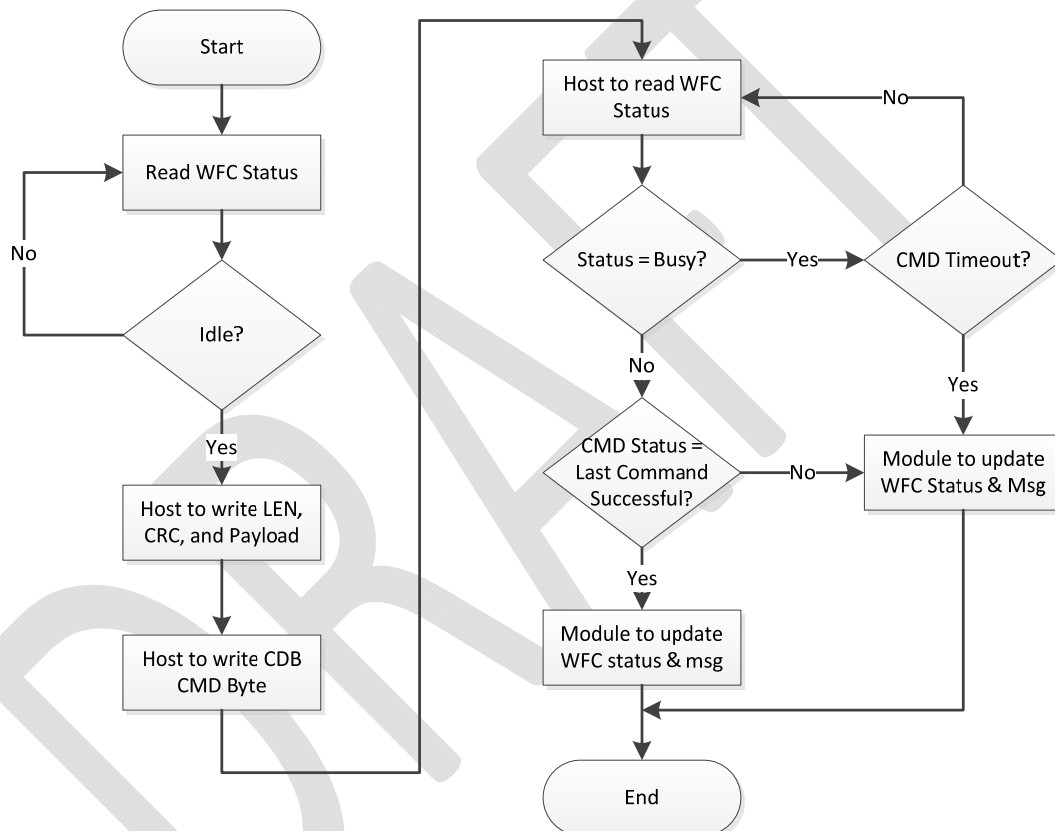 Start
Read WFC Status
No
Idle?
Yes
Host to write LEN,
CRC, and Payload
Host to write CDB
CMD Byte
Host to read WFC
Status
No
Status = Busy?
Yes
CMD Timeout?
No
Yes
CMD Status =
Last Command
Successful?
No
Module to update
WFC Status & Msg
Yes
Module to update
WFC status & msg
End
DRAFT